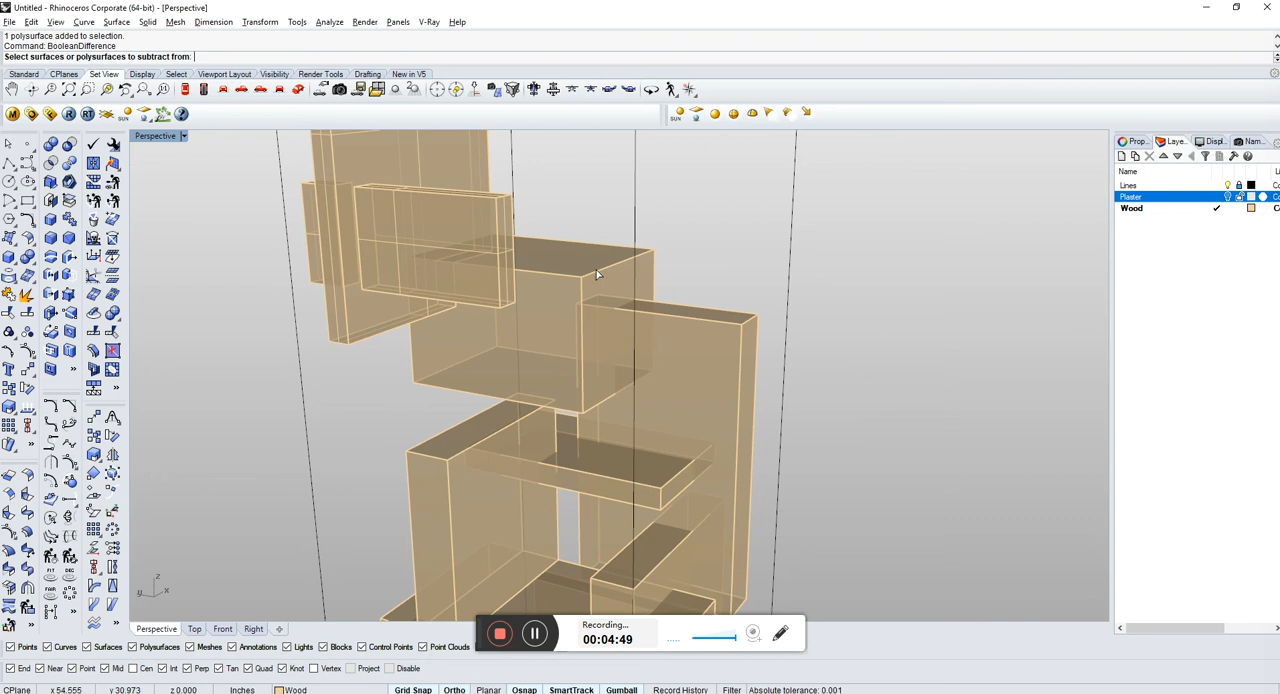 Untitled - Rhinoceros Corporate (64-bit) - [Perspective]
File Edit View Curve Surface Solid Mesh Dimension Transform Tools Analyze Render Panels V-Ray Help
1 polysurface added to selection.
Command: BooleanDifference
Select surfaces or polysurfaces to subtract from:
Standard CPlanes Set View Display Select Viewport Layout Visibility Render Tools Drafting New in V5
Perspective
Prop... Laye... Displ... Nam...
Name
Lines
Plaster
Wood
z
y x
Recording...
00:04:49
Perspective Top Front Right
Points Curves Surfaces Polysurfaces Meshes Annotations Lights Blocks Control Points Point Clouds
End Near Point Mid Cen Int Perp Tan Quad Knot Vertex Project Disable
CPlane x 54.555 y 30.973 z 0.000 Inches Wood Grid Snap Ortho Planar Osnap SmartTrack Gumball Record History Filter Absolute tolerance: 0.001